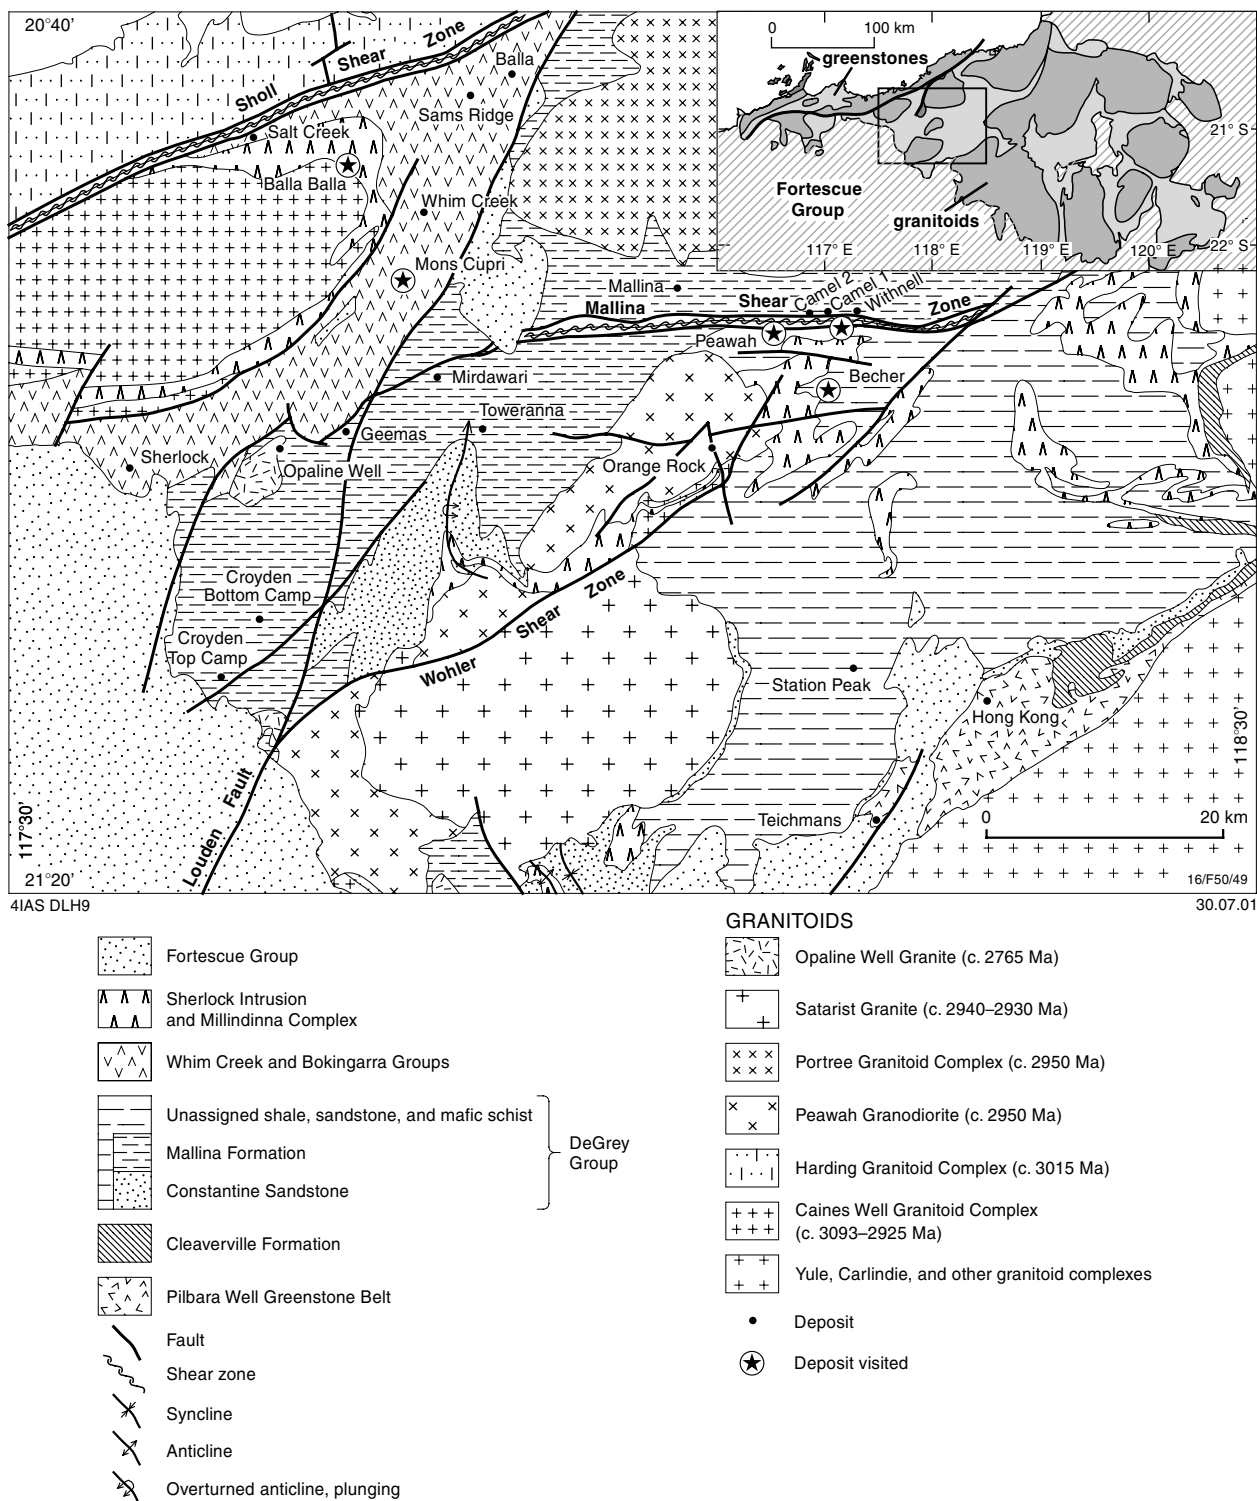 20°40'
Sholl
Shear
Zone
Balla
Sams Ridge
Salt Creek
Balla Balla
Whim Creek
Mons Cupri
0
100 km
greenstones
Fortescue
Group
granitoids
21° S
22° S
117° E
118° E
119° E
120° E
Mallina
Mallina
Shear
Zone
Camel 2
Camel 1
Withnell
Peawah
Becher
Mirdawari
Toweranna
Geemas
Sherlock
Opaline Well
Orange Rock
Croyden
Bottom Camp
Croyden
Top Camp
Wohler
Shear
Zone
Station Peak
Hong Kong
118°30'
117°30'
Louden
Fault
Teichmans
0
20 km
21°20'
16/F50/49
4IAS DLH9
30.07.01
Fortescue Group
Sherlock Intrusion
and Millindinna Complex
Whim Creek and Bokingarra Groups
Unassigned shale, sandstone, and mafic schist
Mallina Formation
Constantine Sandstone
DeGrey
Group
Cleaverville Formation
Pilbara Well Greenstone Belt
Fault
Shear zone
Syncline
Anticline
Overturned anticline, plunging
GRANITOIDS
Opaline Well Granite (c. 2765 Ma)
Satarist Granite (c. 2940–2930 Ma)
Portree Granitoid Complex (c. 2950 Ma)
Peawah Granodiorite (c. 2950 Ma)
Harding Granitoid Complex (c. 3015 Ma)
Caines Well Granitoid Complex
(c. 3093–2925 Ma)
Yule, Carlindie, and other granitoid complexes
Deposit
Deposit visited